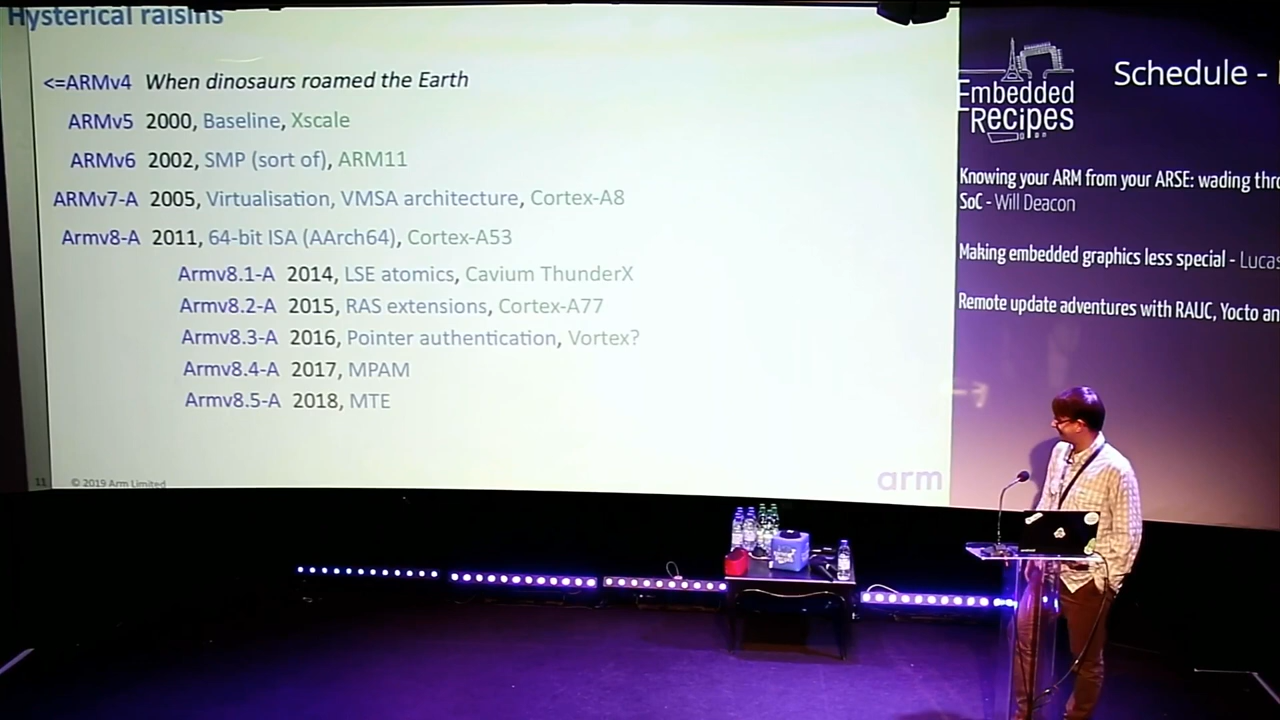 Hysterical raisins
<=ARMv4 When dinosaurs roamed the Earth
ARMv5 2000, Baseline, Xscale
ARMv6 2002, SMP (sort of), ARM11
ARMv7-A 2005, Virtualisation, VMSA architecture, Cortex-A8
Armv8-A 2011, 64-bit ISA (AArch64), Cortex-A53
Armv8.1-A 2014, LSE atomics, Cavium ThunderX
Armv8.2-A 2015, RAS extensions, Cortex-A77
Armv8.3-A 2016, Pointer authentication, Vortex?
Armv8.4-A 2017, MPAM
Armv8.5-A 2018, MTE
11 © 2019 Arm Limited
arm
Embedded
Recipes
Schedule -
Knowing your ARM from your ARSE: wading thr
SoC - Will Deacon
Making embedded graphics less special - Lucas
Remote update adventures with RAUC, Yocto an